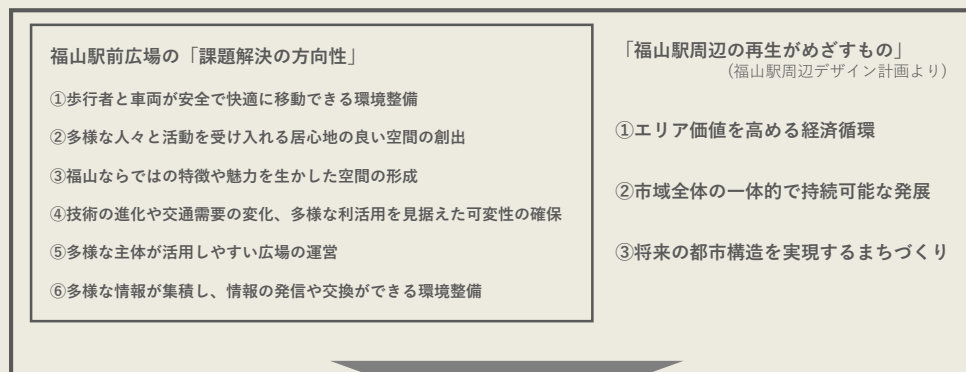 福山駅前広場の「課題解決の方向性」
①歩行者と車両が安全で快適に移動できる環境整備
②多様な人々と活動を受け入れる居心地の良い空間の創出
③福山ならではの特徴や魅力を生かした空間の形成
④技術の進化や交通需要の変化、多様な利活用を見据えた可変性の確保
⑤多様な主体が活用しやすい広場の運営
⑥多様な情報が集積し、情報の発信や交換ができる環境整備
「福山駅周辺の再生がめざすもの」
(福山駅周辺デザイン計画より)
①エリア価値を高める経済循環
②市域全体の一体的で持続可能な発展
③将来の都市構造を実現するまちづくり